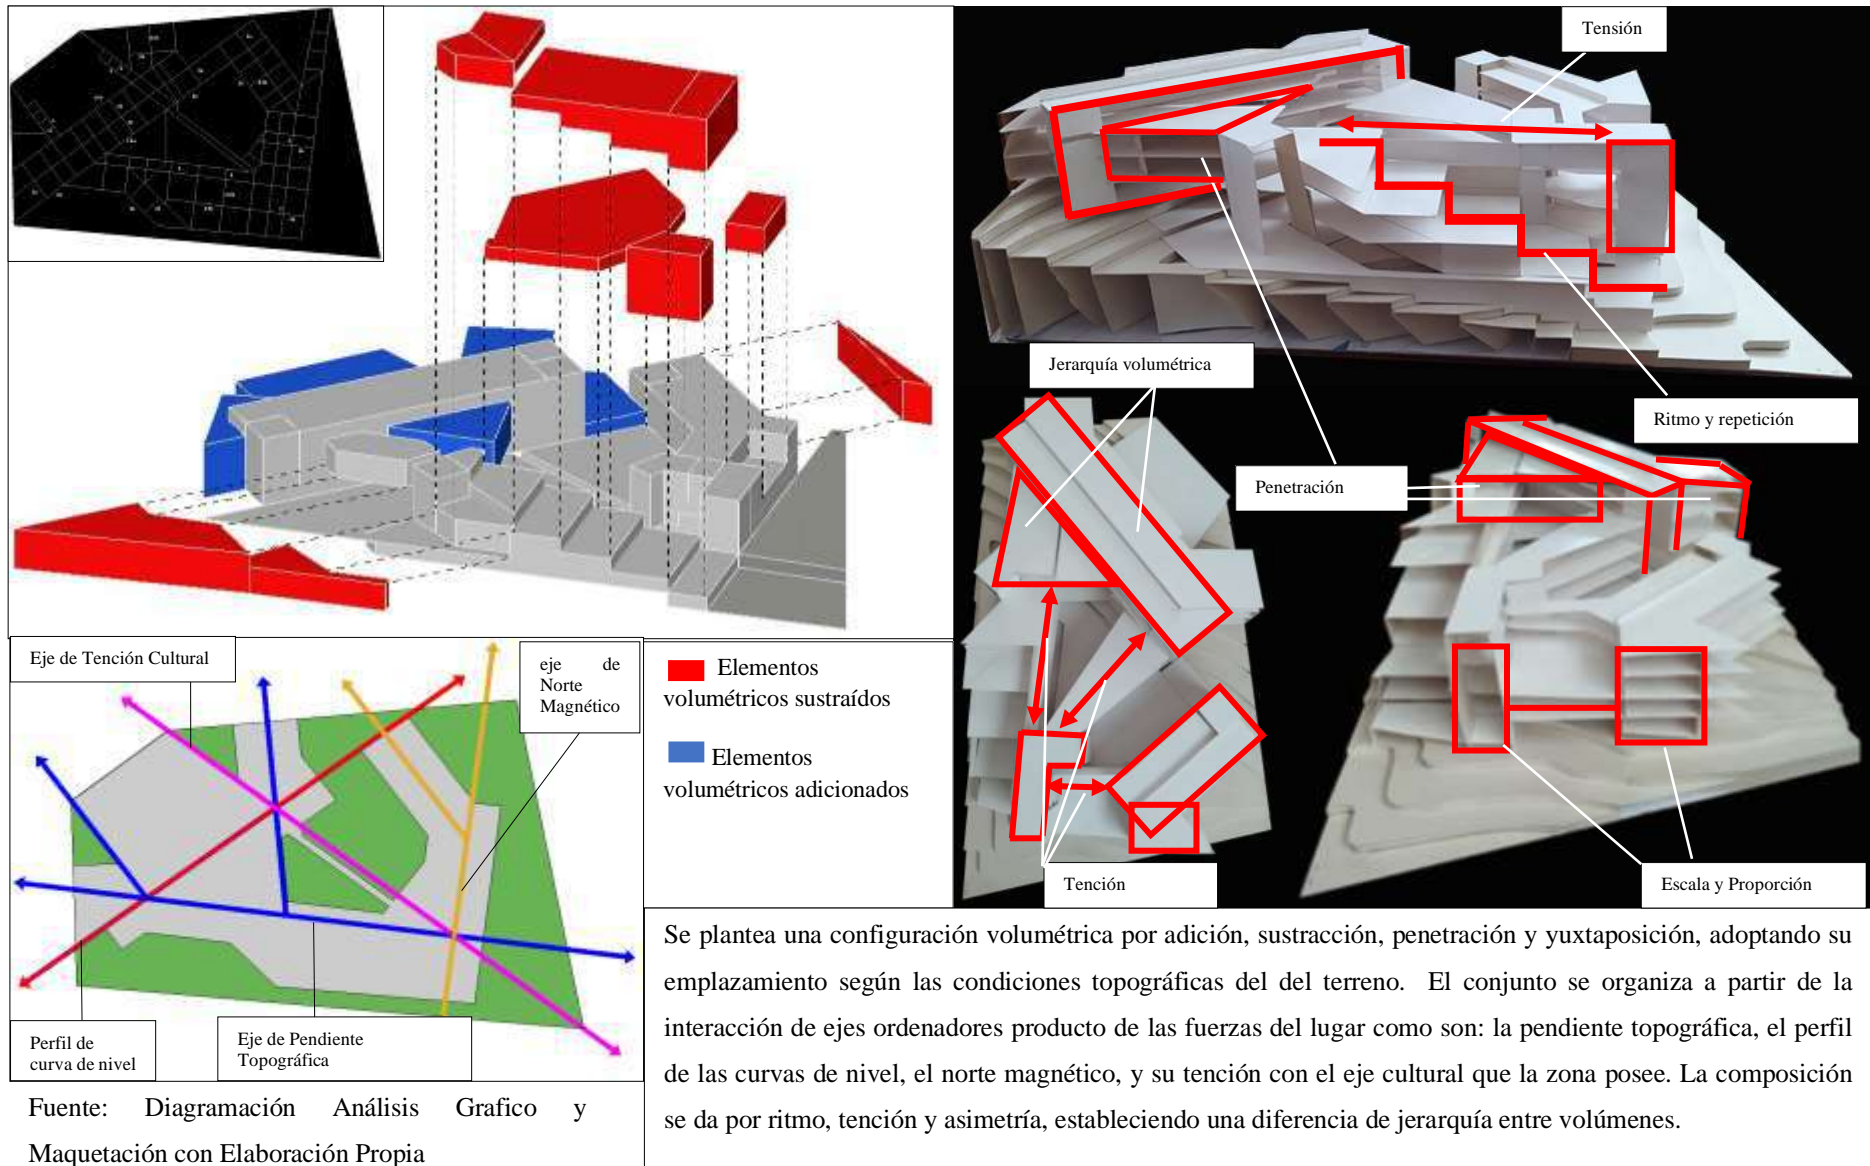 Tensión
Jerarquía volumétrica
Ritmo y repetición
Penetración
Tención
Escala y Proporción
Eje de Tención Cultural
eje de
Norte
Magnético
Perfil de
curva de nivel
Eje de Pendiente
Topográfica
Elementos
volumétricos sustraídos
Elementos
volumétricos adicionados
Se plantea una configuración volumétrica por adición, sustracción, penetración y yuxtaposición, adoptando su
emplazamiento según las condiciones topográficas del del terreno. El conjunto se organiza a partir de la
interacción de ejes ordenadores producto de las fuerzas del lugar como son: la pendiente topográfica, el perfil
de las curvas de nivel, el norte magnético, y su tención con el eje cultural que la zona posee. La composición
se da por ritmo, tención y asimetría, estableciendo una diferencia de jerarquía entre volúmenes.
Fuente: Diagramación Análisis Grafico y
Maquetación con Elaboración Propia